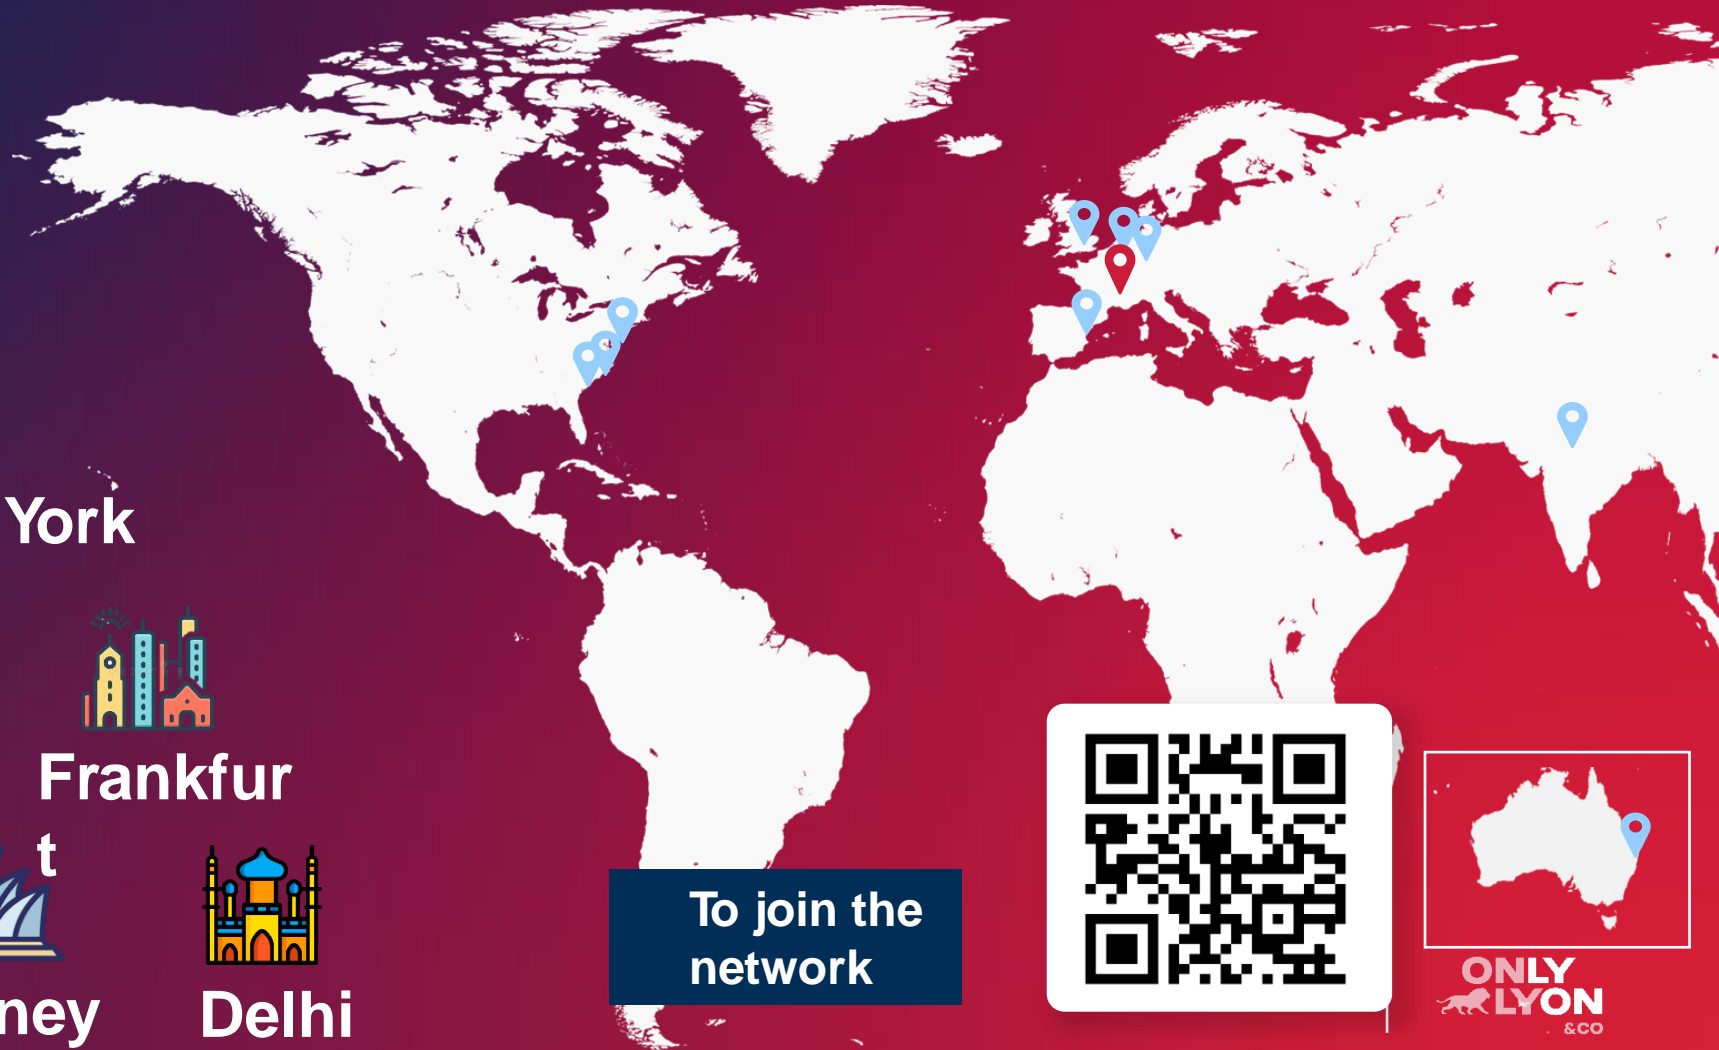 York
Frankfur
t
ney
Delhi
To join the
network
ONLY
LYON
&CO